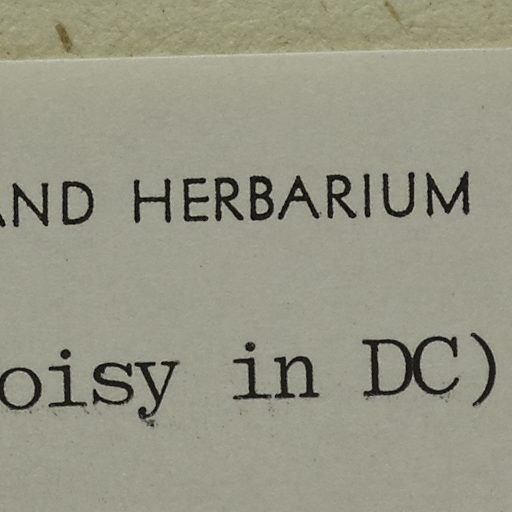 AND HERBARIUM
oisy in DC)